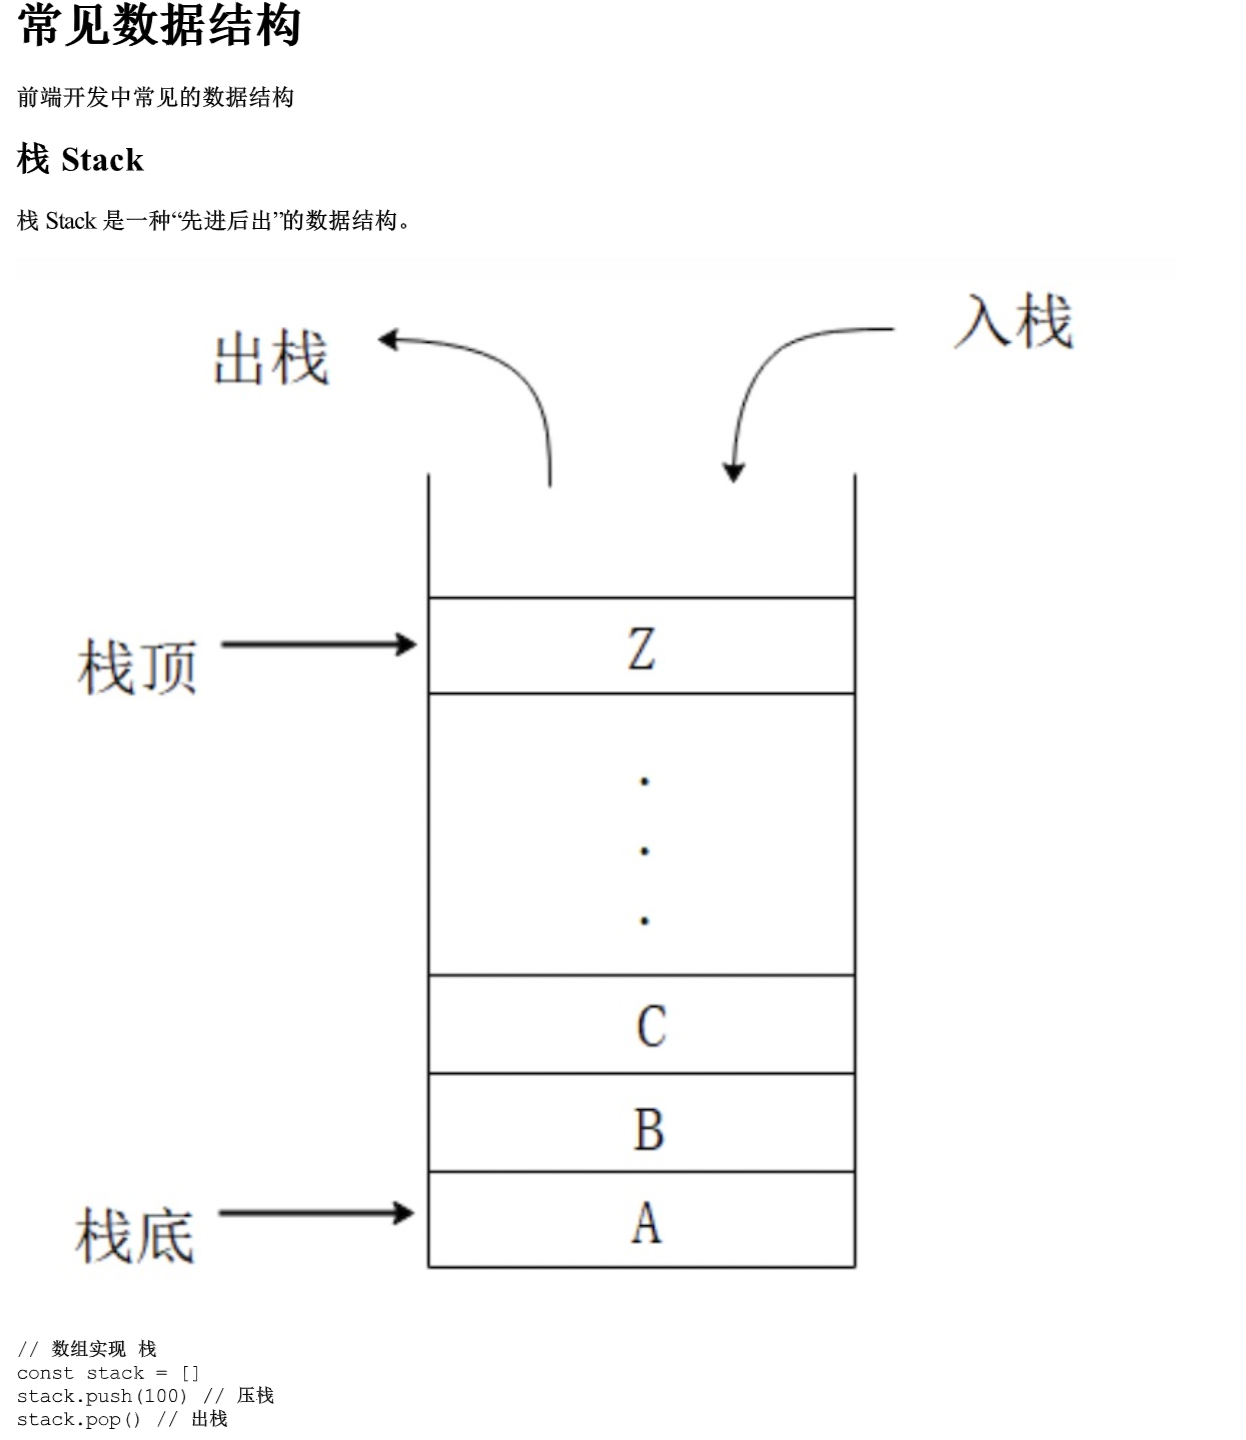 常见数据结构
前端开发中常见的数据结构
栈 Stack
栈 Stack 是一种“先进后出”的数据结构。
出栈
入栈
栈顶
Z
.
.
.
C
B
栈底
A
// 数组实现 栈
const stack = []
stack.push(100) // 压栈
stack.pop() // 出栈